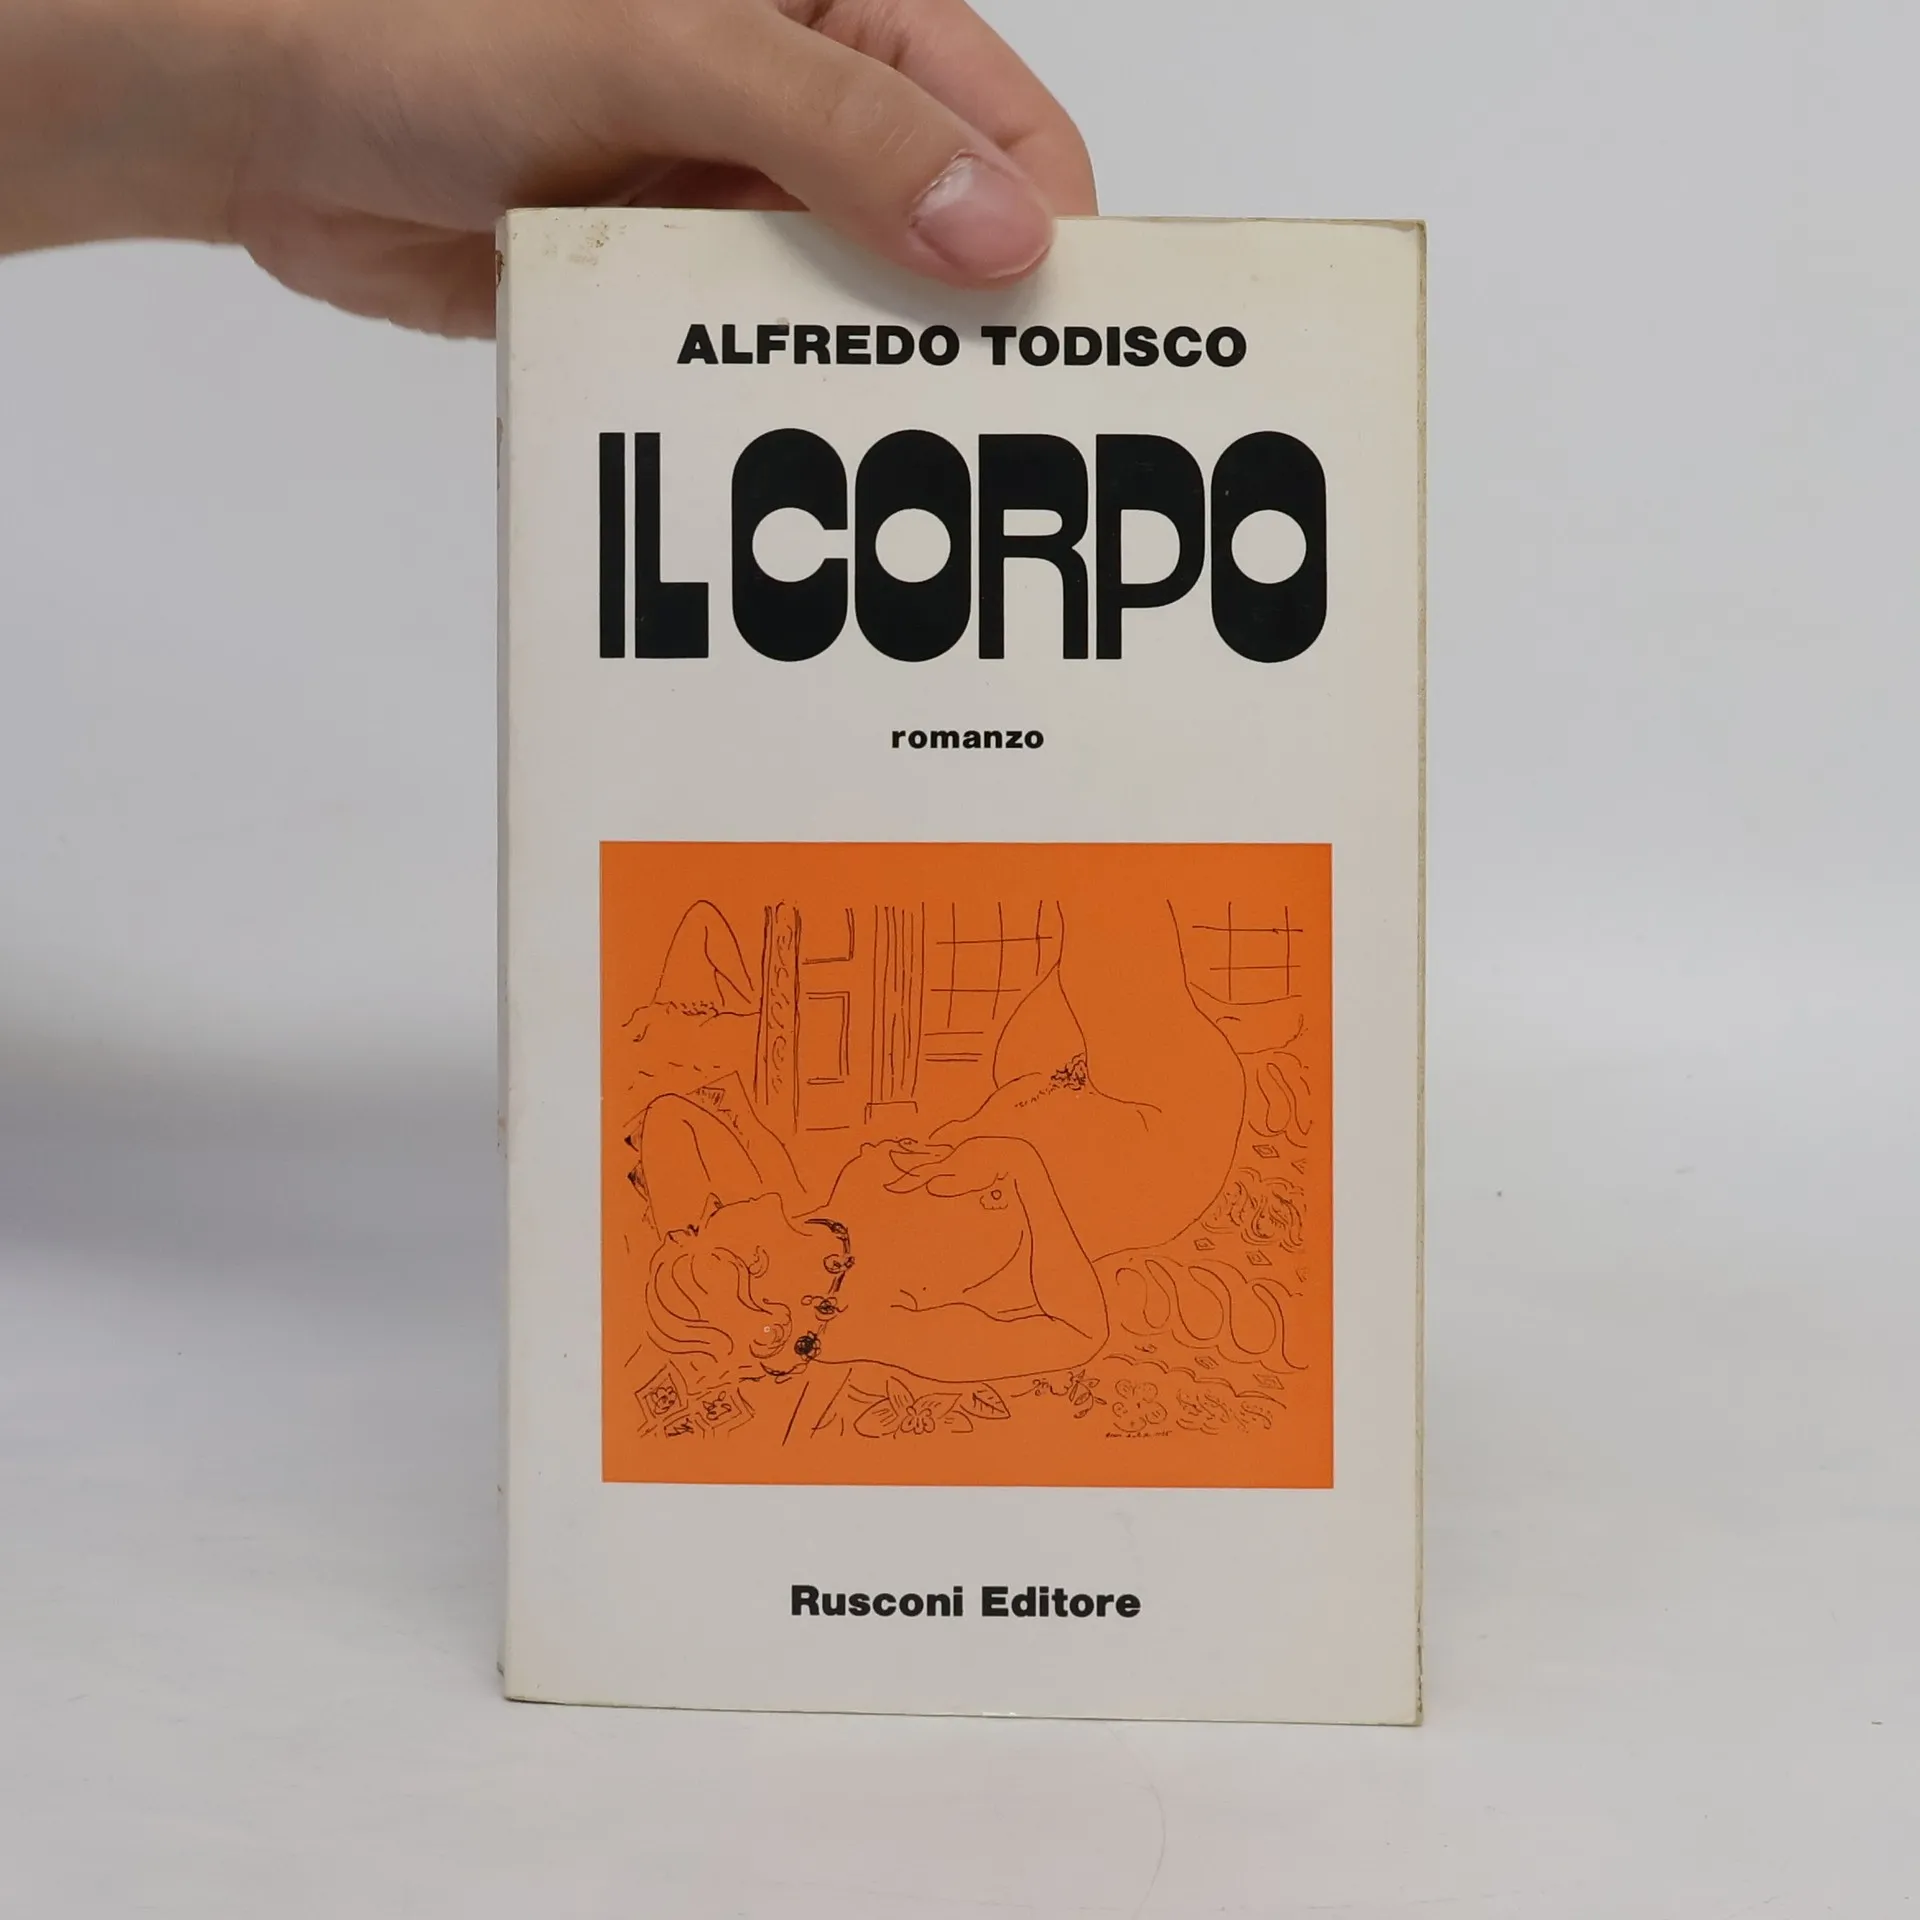 ALFREDO TODISCO
IL CORPO
romanzo
Rusconi Editore